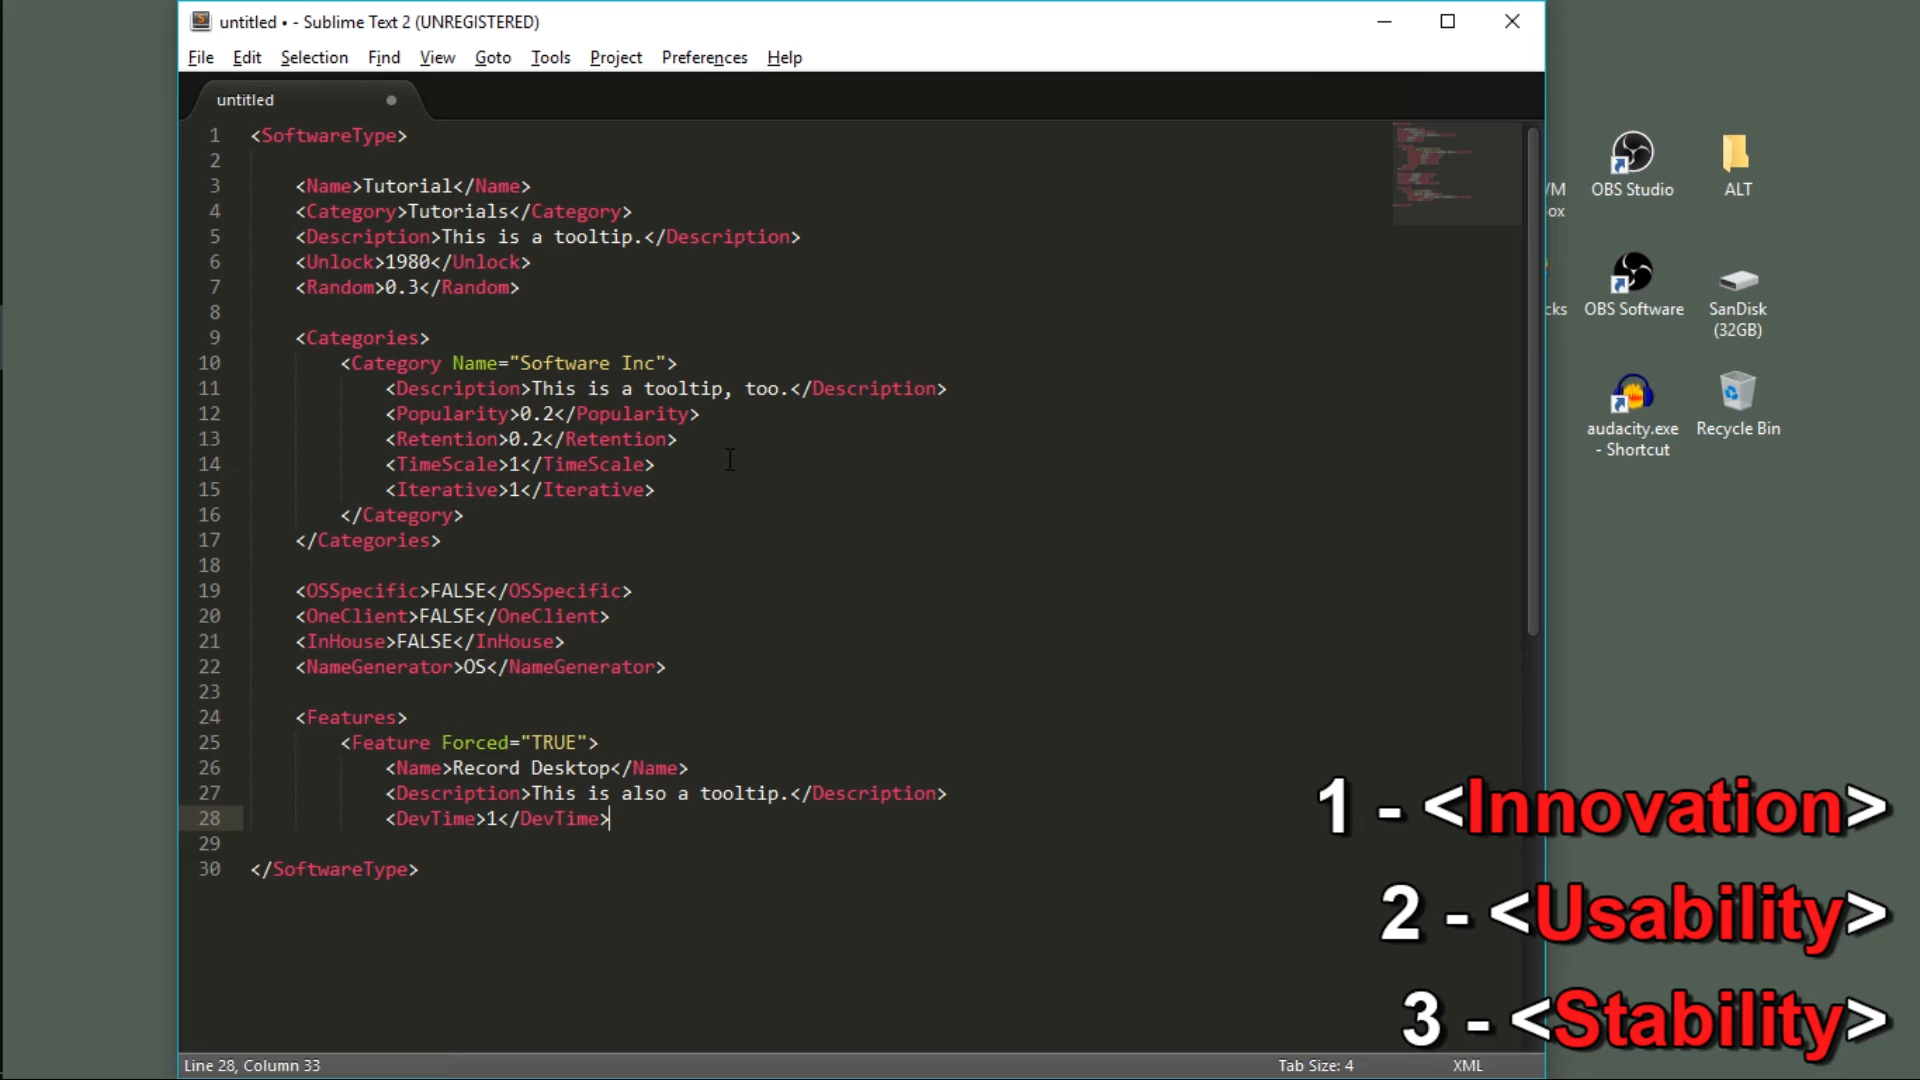 untitled • - Sublime Text 2 (UNREGISTERED)
File Edit Selection Find View Goto Tools Project Preferences Help
untitled
1 <SoftwareType>
2
3 <Name>Tutorial</Name>
4 <Category>Tutorials</Category>
5 <Description>This is a tooltip.</Description>
6 <Unlock>1980</Unlock>
7 <Random>0.3</Random>
8
9 <Categories>
10 <Category Name="Software Inc">
11 <Description>This is a tooltip, too.</Description>
12 <Popularity>0.2</Popularity>
13 <Retention>0.2</Retention>
14 <TimeScale>1</TimeScale>
15 <Iterative>1</Iterative>
16 </Category>
17 </Categories>
18
19 <OSSpecific>FALSE</OSSpecific>
20 <OneClient>FALSE</OneClient>
21 <InHouse>FALSE</InHouse>
22 <NameGenerator>OS</NameGenerator>
23
24 <Features>
25 <Feature Forced="TRUE">
26 <Name>Record Desktop</Name>
27 <Description>This is also a tooltip.</Description>
28 <DevTime>1</DevTime>
29
30 </SoftwareType>
Line 28, Column 33
Tab Size: 4
XML
OBS Studio
ALT
OBS Software
SanDisk
(32GB)
audacity.exe
- Shortcut
Recycle Bin
1 - <Innovation>
2 - <Usability>
3 - <Stability>